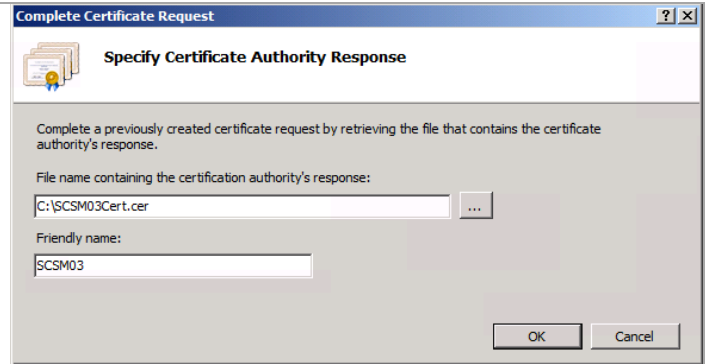 Complete Certificate Request
Specify Certificate Authority Response
Complete a previously created certificate request by retrieving the file that contains the certificate
authority's response.
File name containing the certification authority's response:
C:\SCSM03Cert.cer
...
Friendly name:
SCSM03
OK Cancel